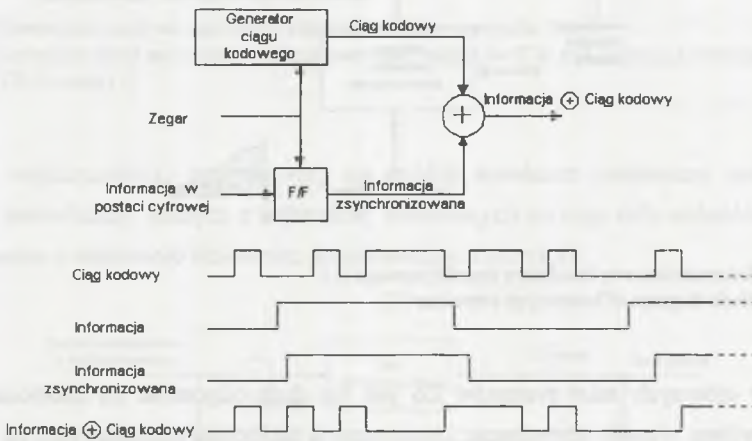 Generator
ciągu
kodowego
Ciąg kodowy
Informacja ⊕ Ciąg kodowy
+
Zegar
Informacja w
postaci cyfrowej
F/F
Informacja
zsynchronizowana
Ciąg kodowy
Informacja
Informacja
zsynchronizowana
Informacja ⊕ Ciąg kodowy